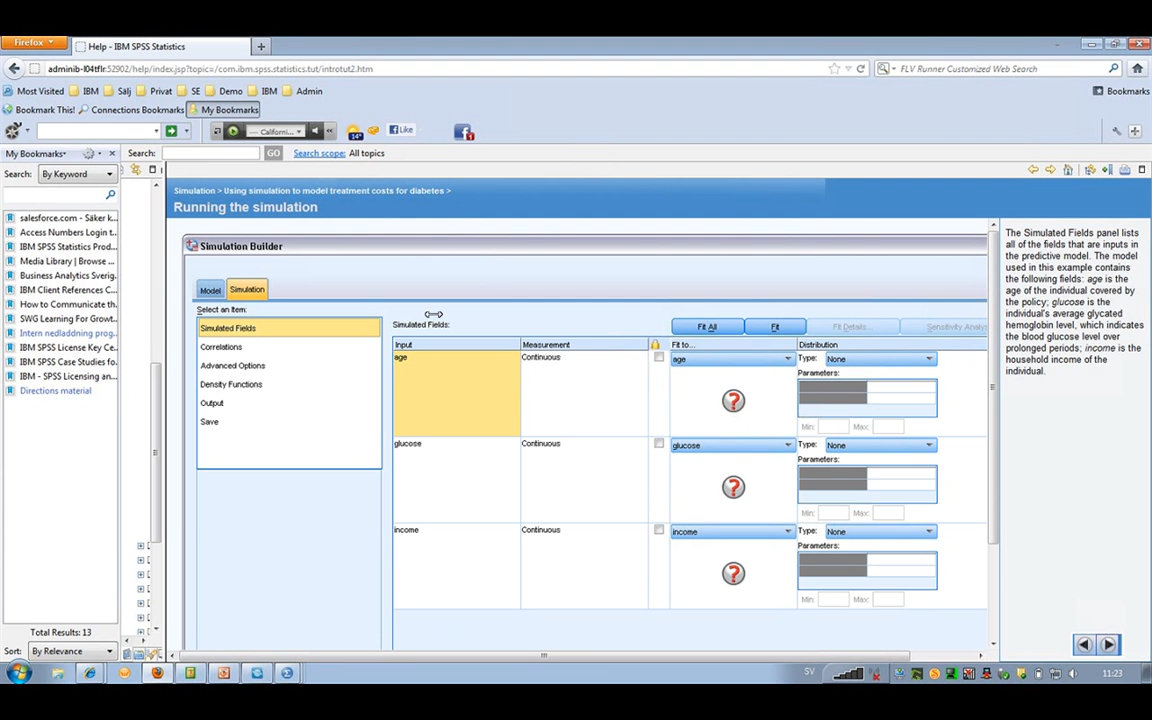 Firefox
Help - IBM SPSS Statistics
adminib-l04tflr:52902/help/index.jsp?topic=/com.ibm.spss.statistics.tut/introtut2.htm
FLV Runner Customized Web Search
Most Visited IBM Sälj Privat SE Demo IBM Admin
Bookmarks
Bookmark This! Connections Bookmarks My Bookmarks
Californi... Like
My Bookmarks
Search: GO Search scope: All topics
Search: By Keyword
salesforce.com - Säker k...
Access Numbers Login t...
IBM SPSS Statistics Prod...
Media Library | Browse ...
Business Analytics Sverig...
IBM Client References C...
How to Communicate th...
SWG Learning For Growt...
Intern nedladdning prog...
IBM SPSS License Key Ce...
IBM SPSS Case Studies fo...
IBM - SPSS Licensing an...
Directions material
Total Results: 13
Sort: By Relevance
Simulation > Using simulation to model treatment costs for diabetes >
Running the simulation
Simulation Builder
Model Simulation
Select an Item:
Simulated Fields
Correlations
Advanced Options
Density Functions
Output
Save
Simulated Fields:
Fit All Fit Fit Details... Sensitivity Analy
Input Measurement Fit to... Distribution
age Continuous age Type: None
Parameters:
Min: Max:
glucose Continuous glucose Type: None
Parameters:
Min: Max:
income Continuous income Type: None
Parameters:
Min: Max:
The Simulated Fields panel lists
all of the fields that are inputs in
the predictive model. The model
used in this example contains
the following fields: age is the
age of the individual covered by
the policy; glucose is the
individual's average glycated
hemoglobin level, which indicates
the blood glucose level over
prolonged periods; income is the
household income of the
individual.
SV
11:23